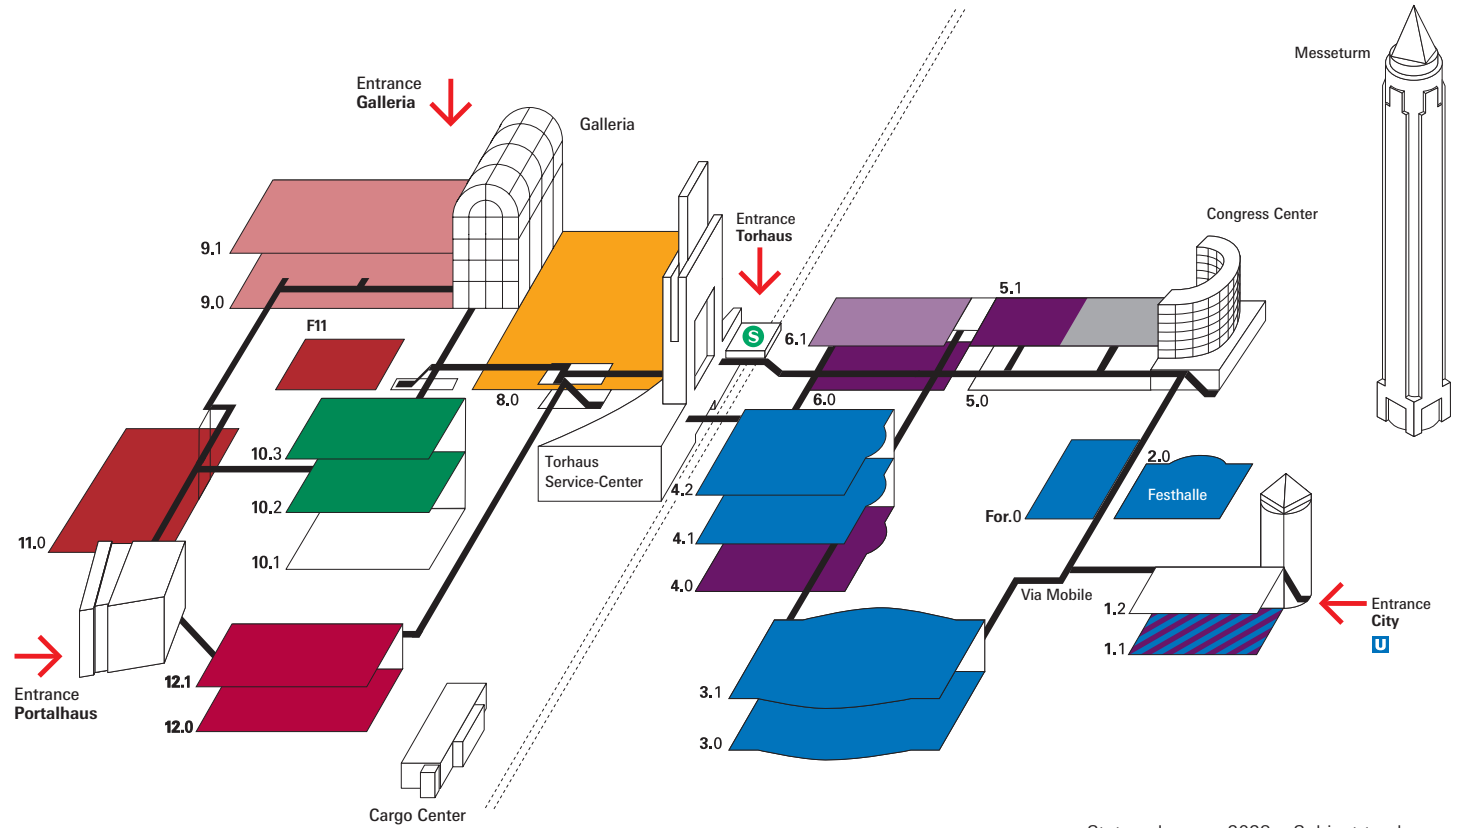 Messeturm
Entrance
Galleria
Galleria
Congress Center
Entrance
Torhaus
9.1
9.0
F11
S
5.1
6.1
8.0
6.0
5.0
10.3
10.2
10.1
11.0
Torhaus
Service-Center
4.2
4.1
4.0
2.0
Festhalle
For.0
Via Mobile
1.2
1.1
Entrance
City
U
Entrance
Portalhaus
12.1
12.0
3.1
3.0
Cargo Center